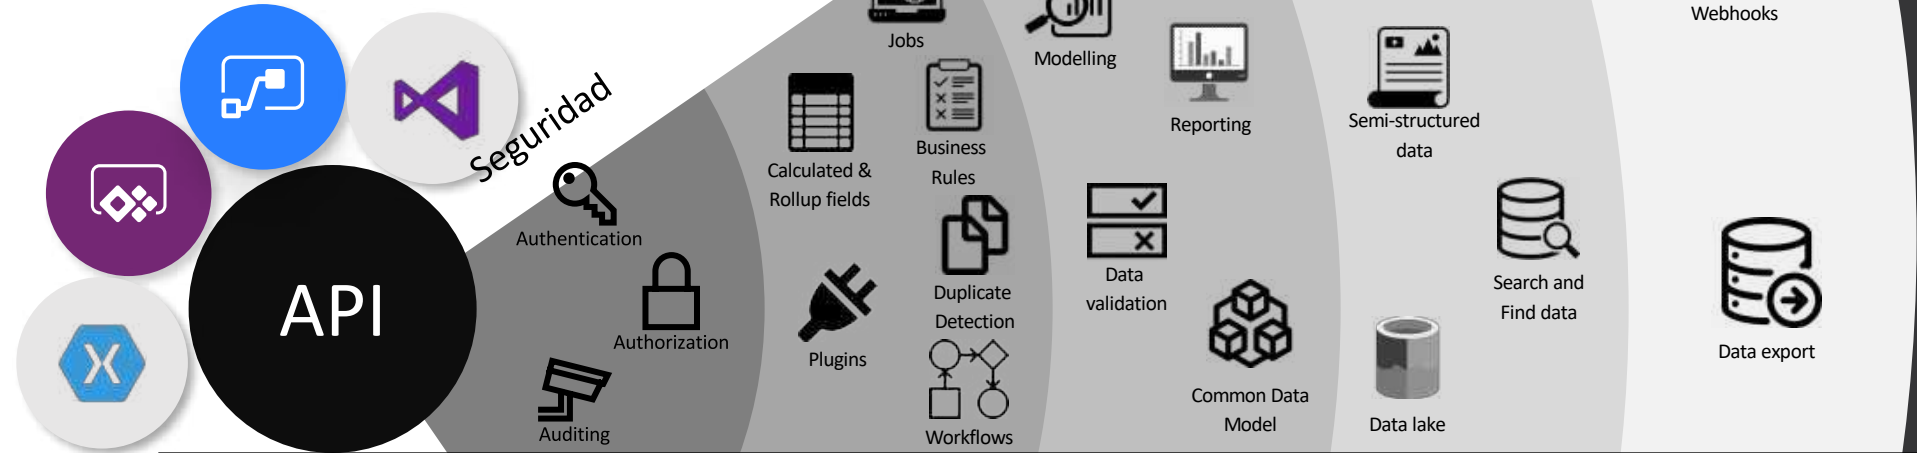 API
Seguridad
Authentication
Authorization
Auditing
Jobs
Calculated &
Rollup fields
Business
Rules
Duplicate
Detection
Plugins
Workflows
Modelling
Reporting
Data
validation
Common Data
Model
Semi-structured
data
Search and
Find data
Data lake
Webhooks
Data export